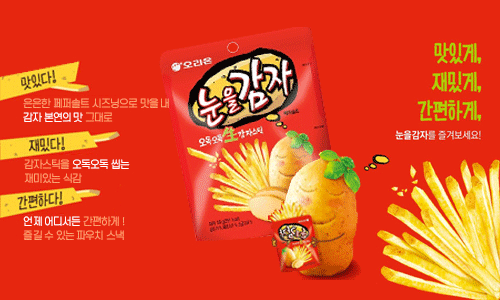 맛있다!
은은한 페퍼솔트 시즈닝으로 맛을 내
감자 본연의 맛 그대로
재밌다!
감자스틱을 오독오독 씹는
재미있는 식감
간편하다!
언제 어디서든 간편하게!
즐길 수 있는 파우치 스낵
오리온
눈을감자
오독오독 生감자스틱
맛있게,
재밌게,
간편하게,
눈을감자를 즐겨보세요!